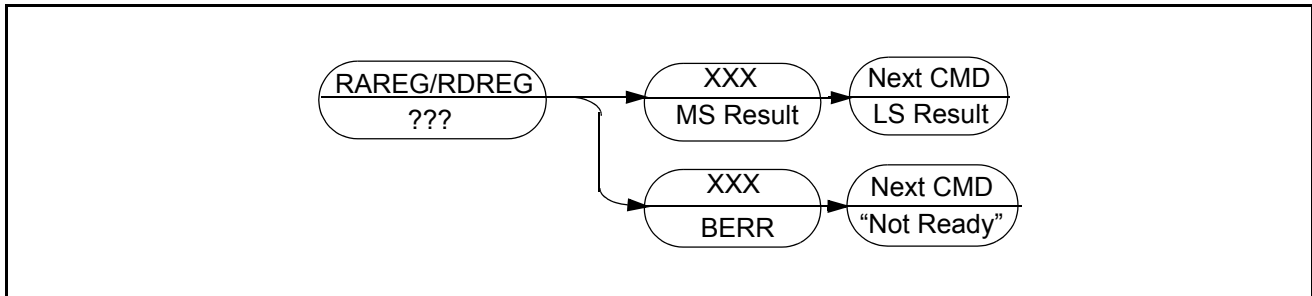 RAREG/RDREG
???
XXX
MS Result
Next CMD
LS Result
XXX
BERR
Next CMD
“Not Ready”